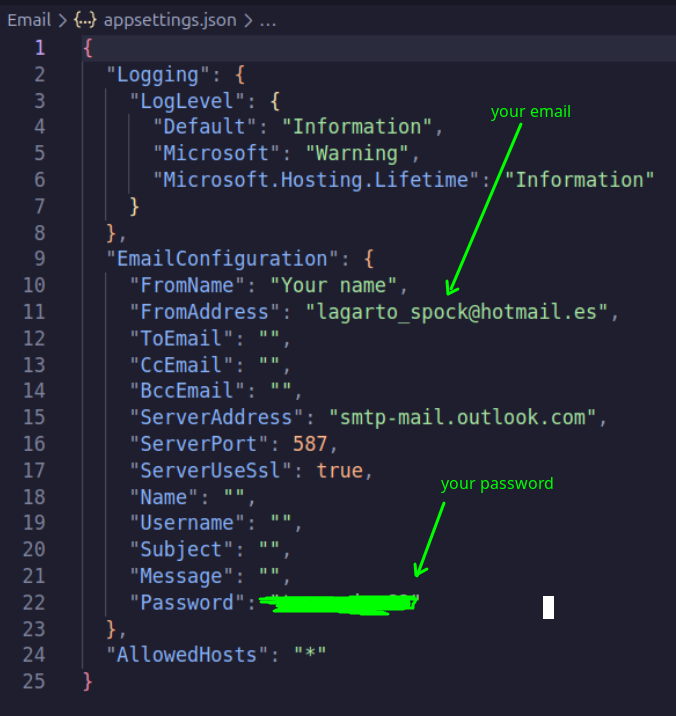 Email > {..} appsettings.json > ...
1 {
2 "Logging": {
3 "LogLevel": {
your email
4 "Default": "Information",
5 "Microsoft": "Warning",
6 "Microsoft.Hosting.Lifetime": "Information"
7 }
8 },
9 "EmailConfiguration": {
10 "FromName": "Your name",
11 "FromAddress": "lagarto_spock@hotmail.es",
12 "ToEmail": "",
13 "CcEmail": "",
14 "BccEmail": "",
15 "ServerAddress": "smtp-mail.outlook.com",
16 "ServerPort": 587,
17 "ServerUseSsl": true,
your password
18 "Name": "",
19 "Username": "",
20 "Subject": "",
21 "Message": "",
22 "Password":
23 },
24 "AllowedHosts": "*"
25 }